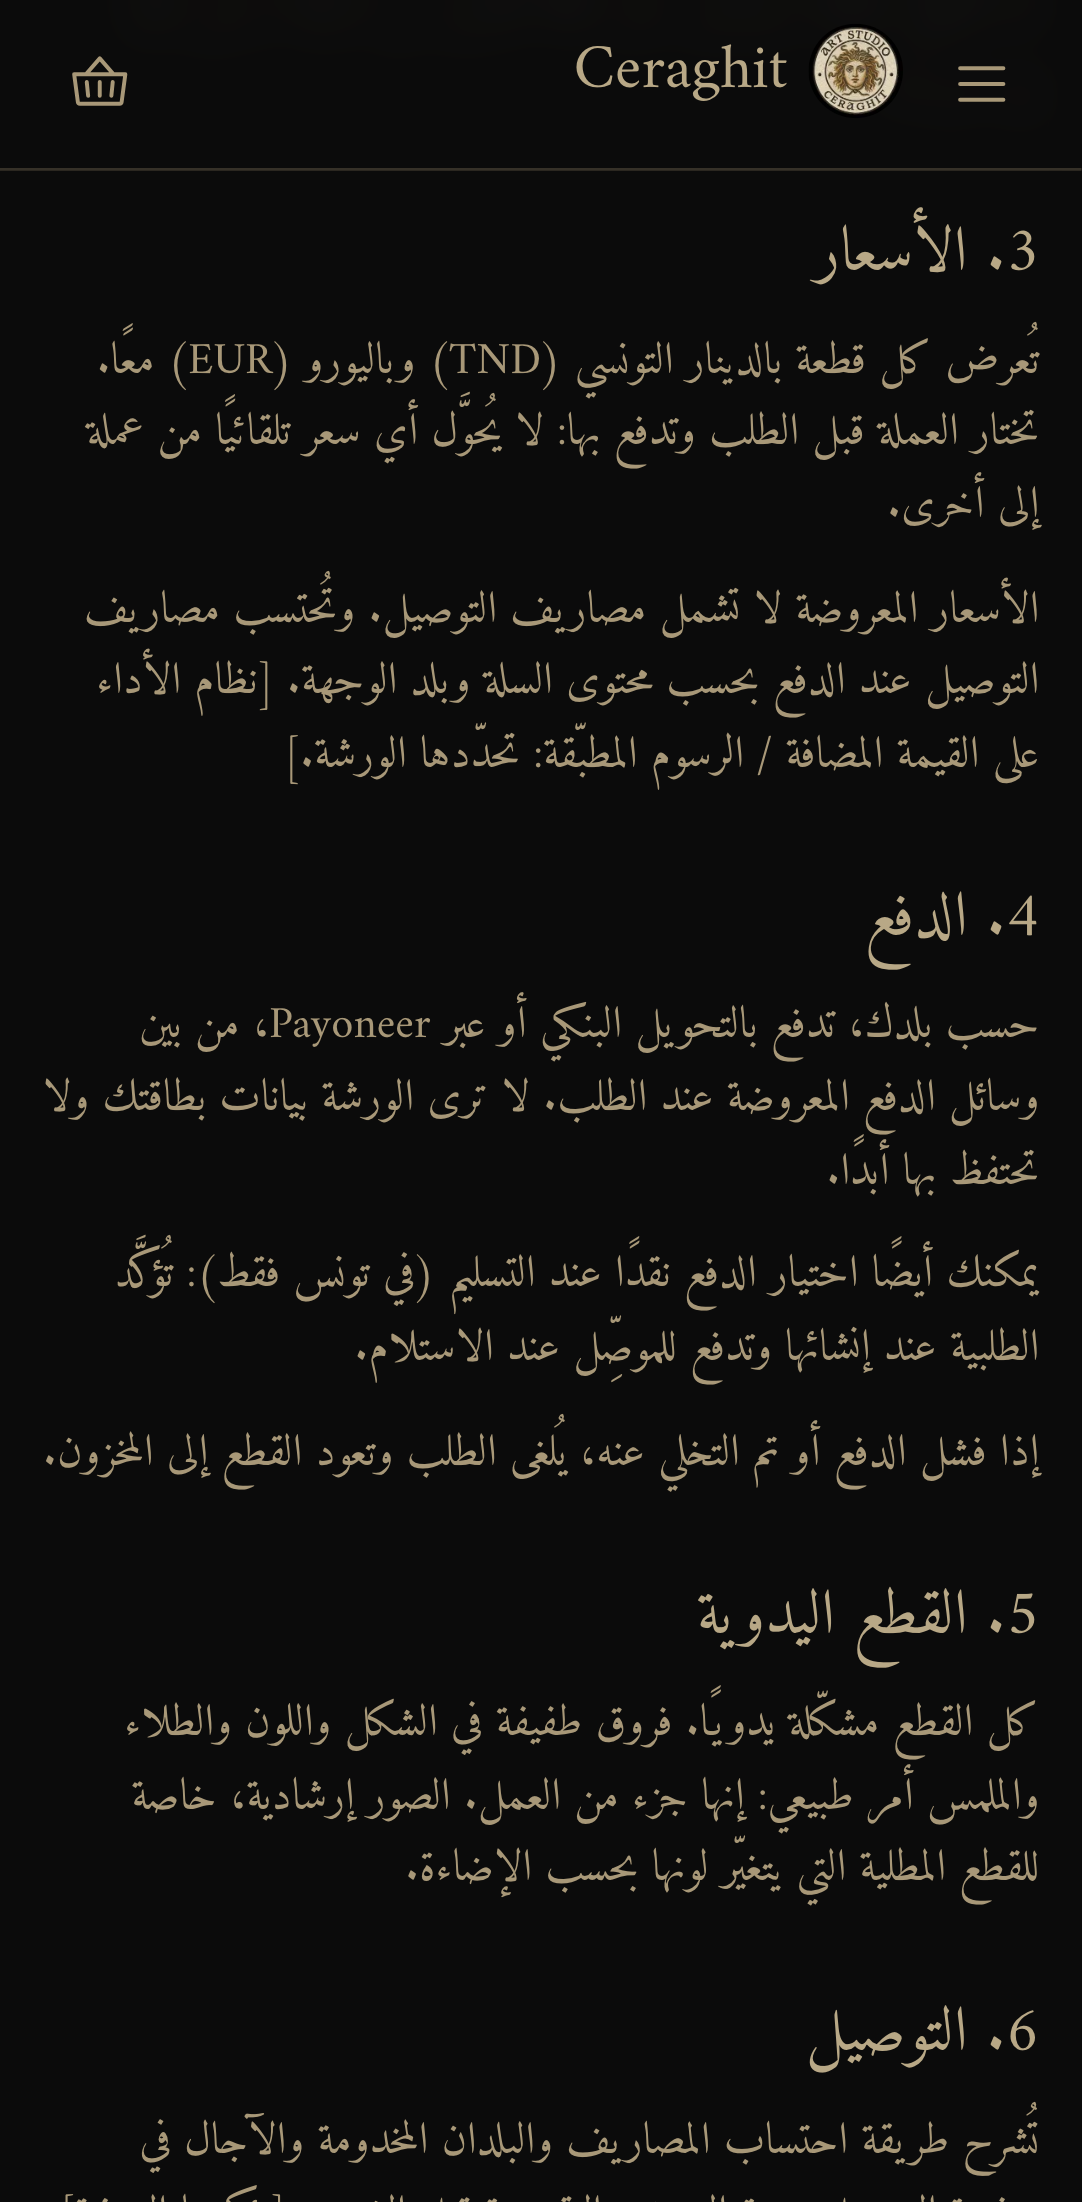 Ceraghit
ART STUDIO
CERAGHIT
3. الأسعار
تُعرض كل قطعة بالدينار التونسي (TND) وباليورو (EUR) معًا.
تختار العملة قبل الطلب وتدفع بها: لا يُحوَّل أي سعر تلقائيًا من عملة
إلى أخرى.
الأسعار المعروضة لا تشمل مصاريف التوصيل. وتُحتسب مصاريف
التوصيل عند الدفع بحسب محتوى السلة وبلد الوجهة. [نظام الأداء
على القيمة المضافة / الرسوم المطبّقة: تحدّدها الورشة.]
4. الدفع
حسب بلدك، تدفع بالتحويل البنكي أو عبر Payoneer، من بين
وسائل الدفع المعروضة عند الطلب. لا ترى الورشة بيانات بطاقتك ولا
تحتفظ بها أبدًا.
يمكنك أيضًا اختيار الدفع نقدًا عند التسليم (في تونس فقط): تُؤكَّد
الطلبية عند إنشائها وتدفع للموصِّل عند الاستلام.
إذا فشل الدفع أو تم التخلي عنه، يُلغى الطلب وتعود القطع إلى المخزون.
5. القطع اليدوية
كل القطع مشكّلة يدويًا. فروق طفيفة في الشكل واللون والطلاء
والملمس أمر طبيعي: إنها جزء من العمل. الصور إرشادية، خاصة
للقطع المطلية التي يتغيّر لونها بحسب الإضاءة.
6. التوصيل
تُشرح طريقة احتساب المصاريف والبلدان المخدومة والآجال في